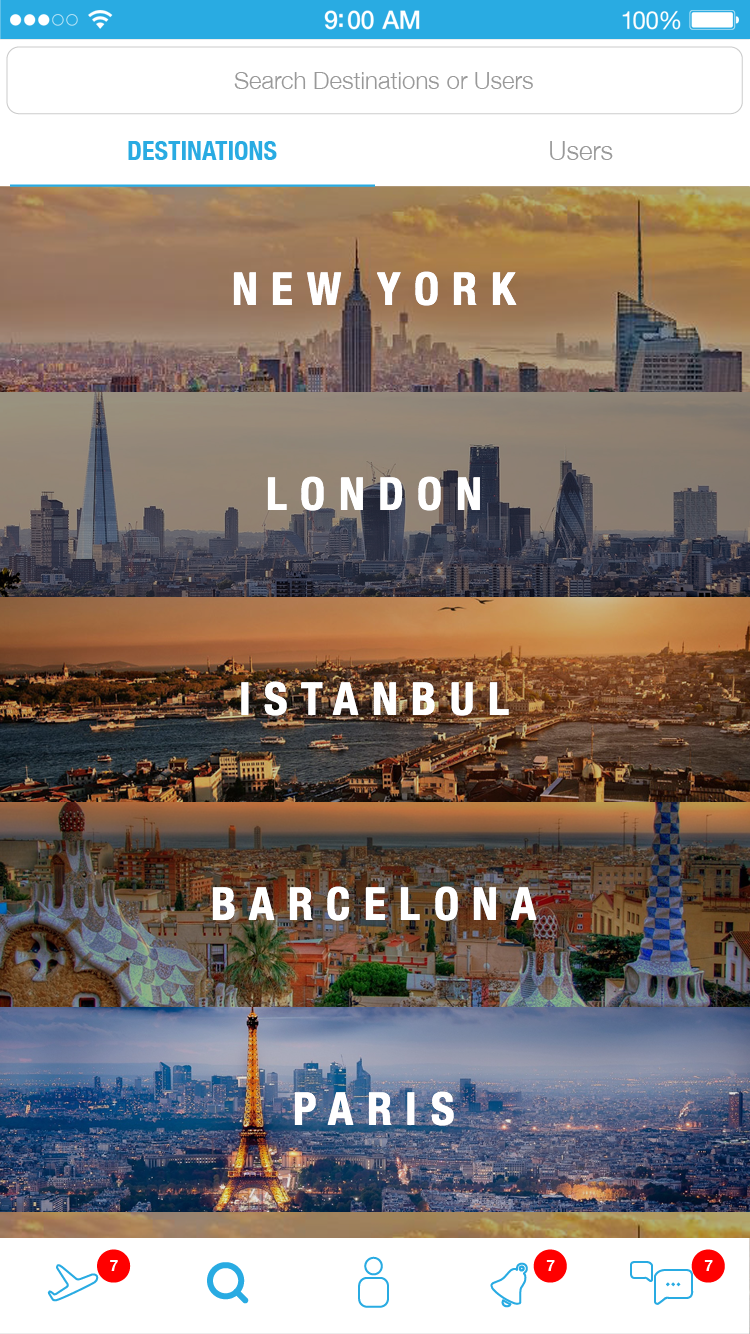 9:00 AM 100%
Search Destinations or Users
DESTINATIONS Users
NEW YORK
LONDON
ISTANBUL
BARCELONA
PARIS
7 7 7